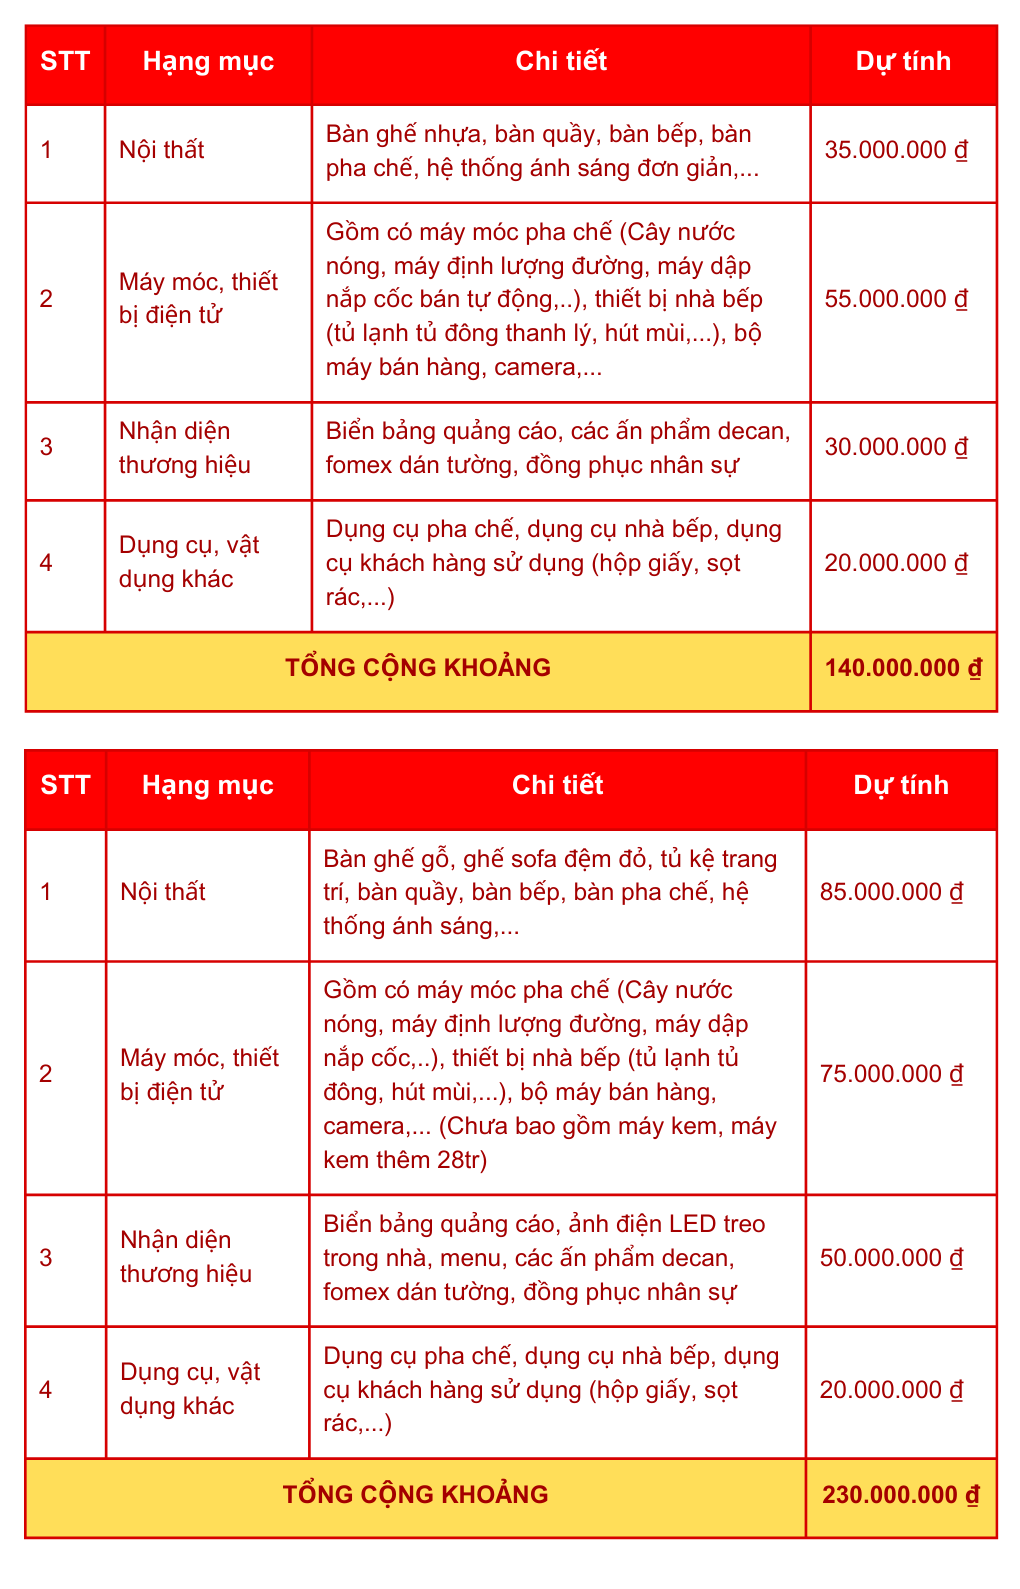 STT Hạng mục Chi tiết Dự tính
1 Nội thất Bàn ghế nhựa, bàn quầy, bàn bếp, bàn
pha chế, hệ thống ánh sáng đơn giản,... 35.000.000 ₫
2 Máy móc, thiết
bị điện tử Gồm có máy móc pha chế (Cây nước
nóng, máy định lượng đường, máy dập
nắp cốc bán tự động,..), thiết bị nhà bếp
(tủ lạnh tủ đông thanh lý, hút mùi,...), bộ
máy bán hàng, camera,... 55.000.000 ₫
3 Nhận diện
thương hiệu Biển bảng quảng cáo, các ấn phẩm decan,
fomex dán tường, đồng phục nhân sự 30.000.000 ₫
4 Dụng cụ, vật
dụng khác Dụng cụ pha chế, dụng cụ nhà bếp, dụng
cụ khách hàng sử dụng (hộp giấy, sọt
rác,...) 20.000.000 ₫
TỔNG CỘNG KHOẢNG 140.000.000 ₫
STT Hạng mục Chi tiết Dự tính
1 Nội thất Bàn ghế gỗ, ghế sofa đệm đỏ, tủ kệ trang
trí, bàn quầy, bàn bếp, bàn pha chế, hệ
thống ánh sáng,... 85.000.000 ₫
2 Máy móc, thiết
bị điện tử Gồm có máy móc pha chế (Cây nước
nóng, máy định lượng đường, máy dập
nắp cốc,..), thiết bị nhà bếp (tủ lạnh tủ
đông, hút mùi,...), bộ máy bán hàng,
camera,... (Chưa bao gồm máy kem, máy
kem thêm 28tr) 75.000.000 ₫
3 Nhận diện
thương hiệu Biển bảng quảng cáo, ảnh điện LED treo
trong nhà, menu, các ấn phẩm decan,
fomex dán tường, đồng phục nhân sự 50.000.000 ₫
4 Dụng cụ, vật
dụng khác Dụng cụ pha chế, dụng cụ nhà bếp, dụng
cụ khách hàng sử dụng (hộp giấy, sọt
rác,...) 20.000.000 ₫
TỔNG CỘNG KHOẢNG 230.000.000 ₫